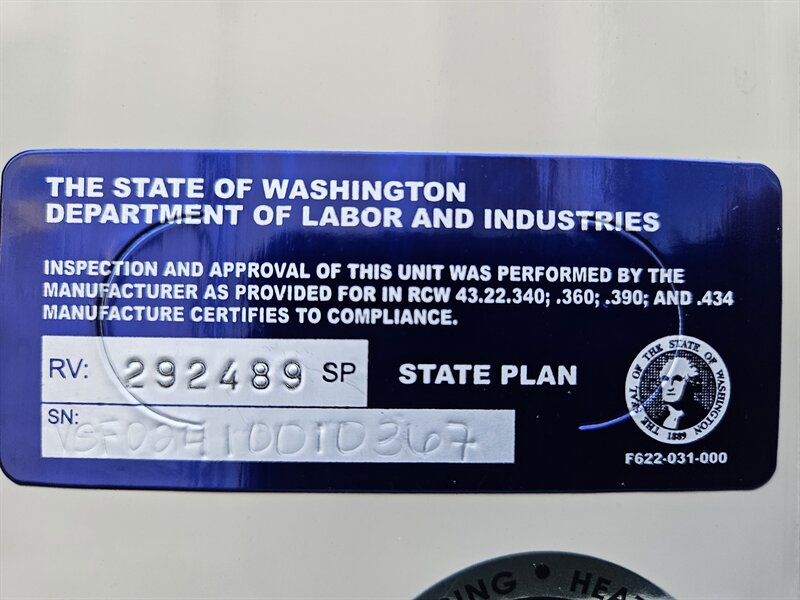 THE STATE OF WASHINGTON
DEPARTMENT OF LABOR AND INDUSTRIES
INSPECTION AND APPROVAL OF THIS UNIT WAS PERFORMED BY THE
MANUFACTURER AS PROVIDED FOR IN RCW 43.22.340; .360; .390; AND .434
MANUFACTURE CERTIFIES TO COMPLIANCE.
RV: 292489 SP STATE PLAN
SN:
THE SEAL OF THE STATE OF WASHINGTON
1889
F622-031-000